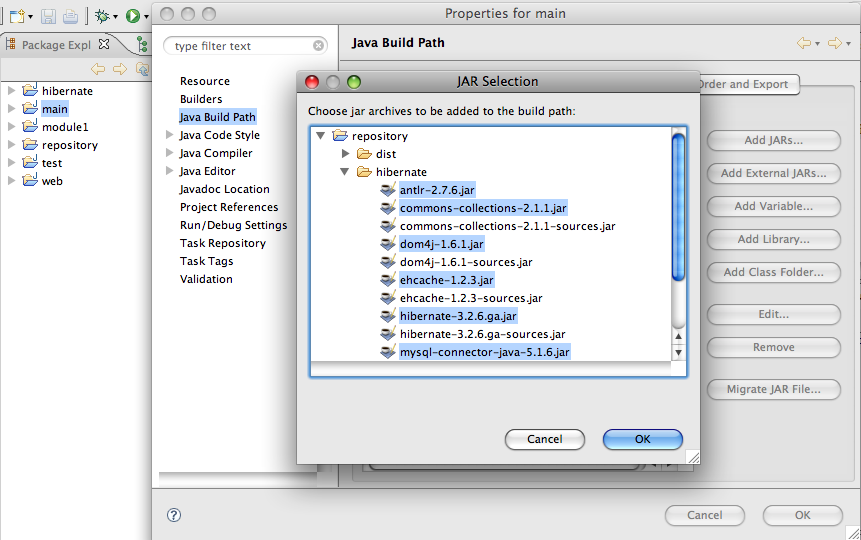 Properties for main
Package Expl
hibernate
main
module1
repository
test
web
type filter text
Resource
Builders
Java Build Path
Java Code Style
Java Compiler
Java Editor
Javadoc Location
Project References
Run/Debug Settings
Task Repository
Task Tags
Validation
Java Build Path
Order and Export
Add JARs...
Add External JARs...
Add Variable...
Add Library...
Add Class Folder...
Edit...
Remove
Migrate JAR File...
JAR Selection
Choose jar archives to be added to the build path:
repository
dist
hibernate
antlr-2.7.6.jar
commons-collections-2.1.1.jar
commons-collections-2.1.1-sources.jar
dom4j-1.6.1.jar
dom4j-1.6.1-sources.jar
ehcache-1.2.3.jar
ehcache-1.2.3-sources.jar
hibernate-3.2.6.ga.jar
hibernate-3.2.6.ga-sources.jar
mysql-connector-java-5.1.6.jar
Cancel
OK
?
Cancel
OK